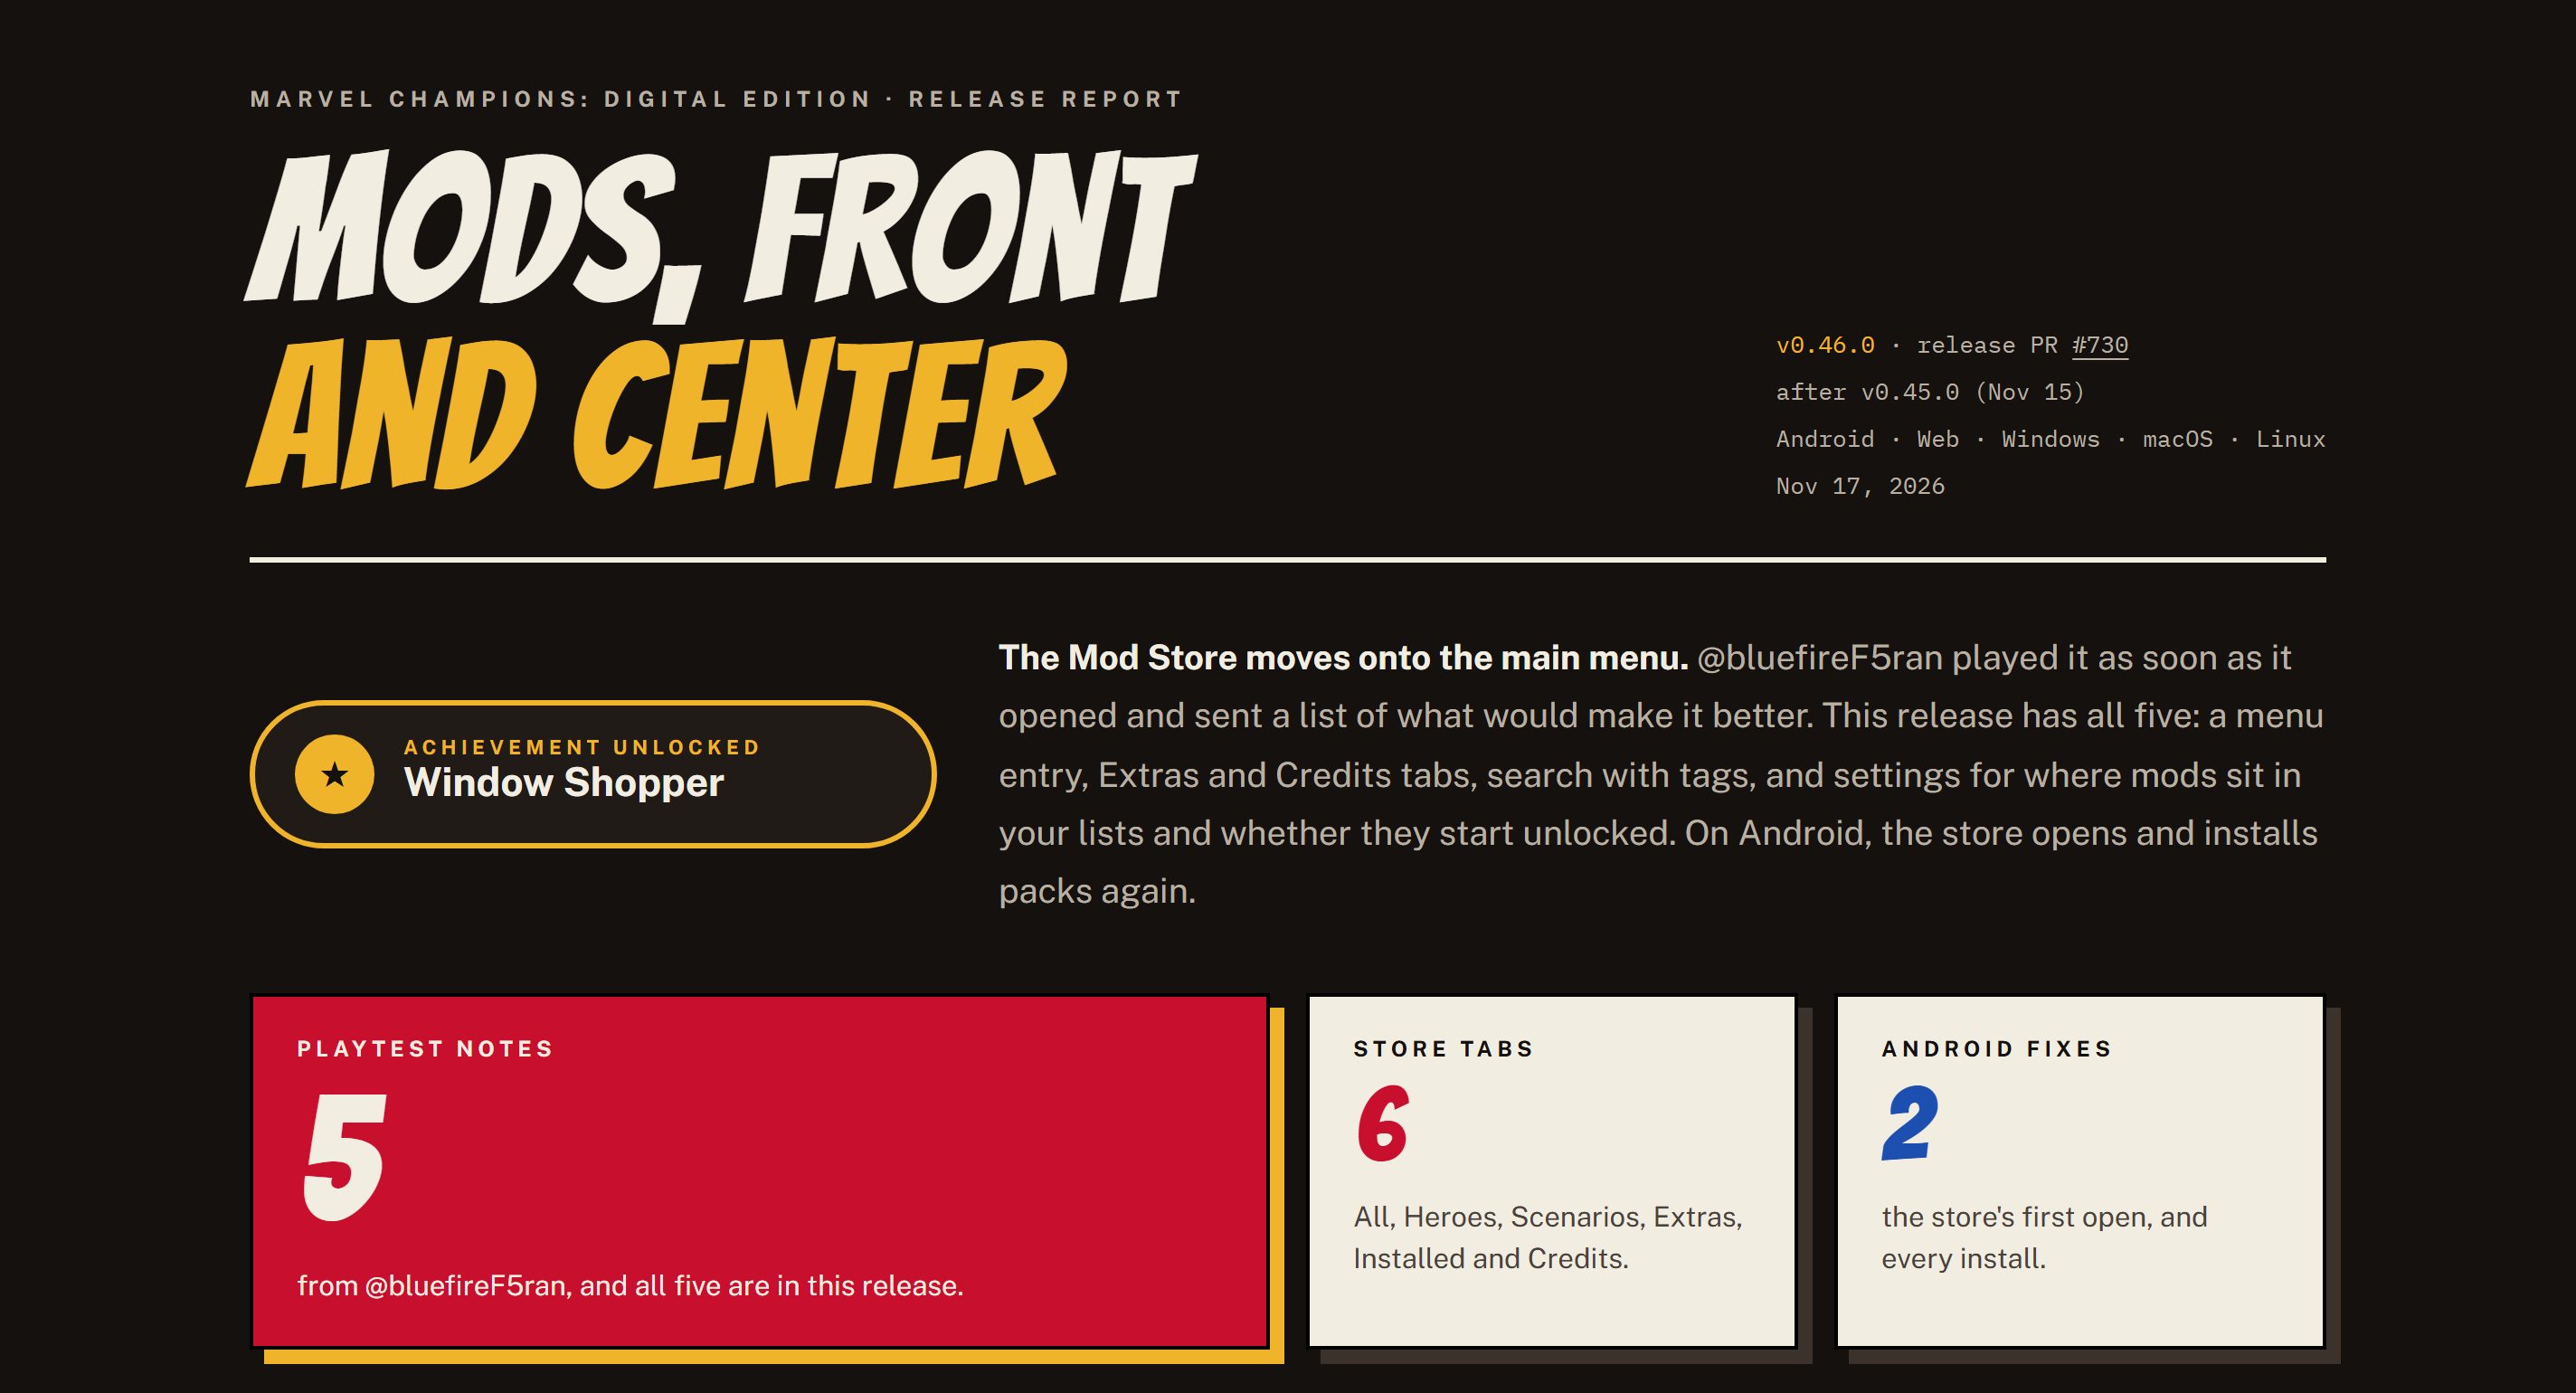 MARVEL CHAMPIONS: DIGITAL EDITION · RELEASE REPORT
MODS, FRONT
AND CENTER
v0.46.0 · release PR #730
after v0.45.0 (Nov 15)
Android · Web · Windows · macOS · Linux
Nov 17, 2026
ACHIEVEMENT UNLOCKED
Window Shopper
The Mod Store moves onto the main menu. @bluefireF5ran played it as soon as it
opened and sent a list of what would make it better. This release has all five: a menu
entry, Extras and Credits tabs, search with tags, and settings for where mods sit in
your lists and whether they start unlocked. On Android, the store opens and installs
packs again.
PLAYTEST NOTES
5
from @bluefireF5ran, and all five are in this release.
STORE TABS
6
All, Heroes, Scenarios, Extras,
Installed and Credits.
ANDROID FIXES
2
the store's first open, and
every install.